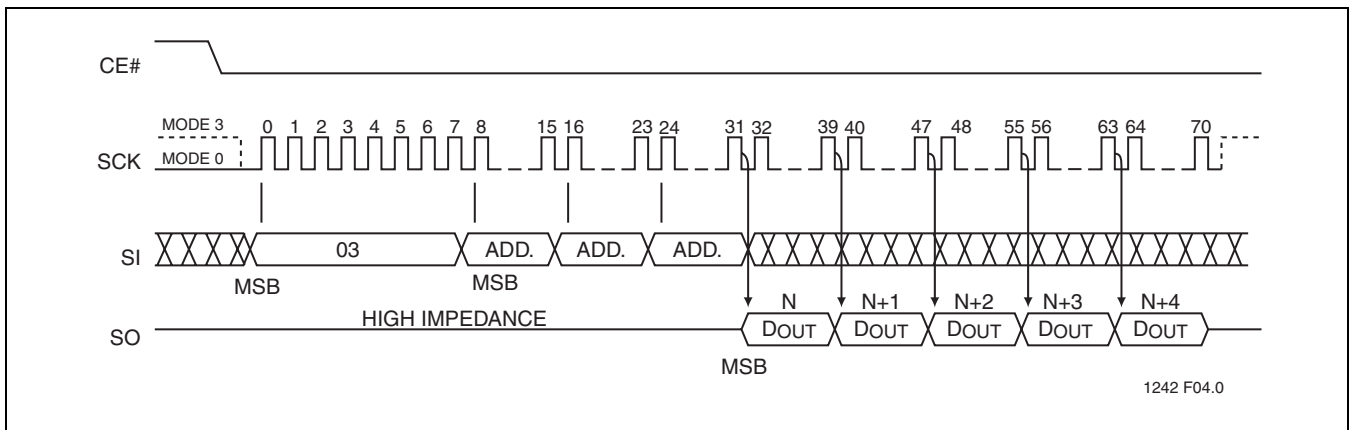 CE#
MODE 3
MODE 0
SCK
0 1 2 3 4 5 6 7 8 15 16 23 24 31 32 39 40 47 48 55 56 63 64 70
SI
03 ADD. ADD. ADD.
MSB MSB
N N+1 N+2 N+3 N+4
HIGH IMPEDANCE
SO
DOUT DOUT DOUT DOUT DOUT
MSB
1242 F04.0